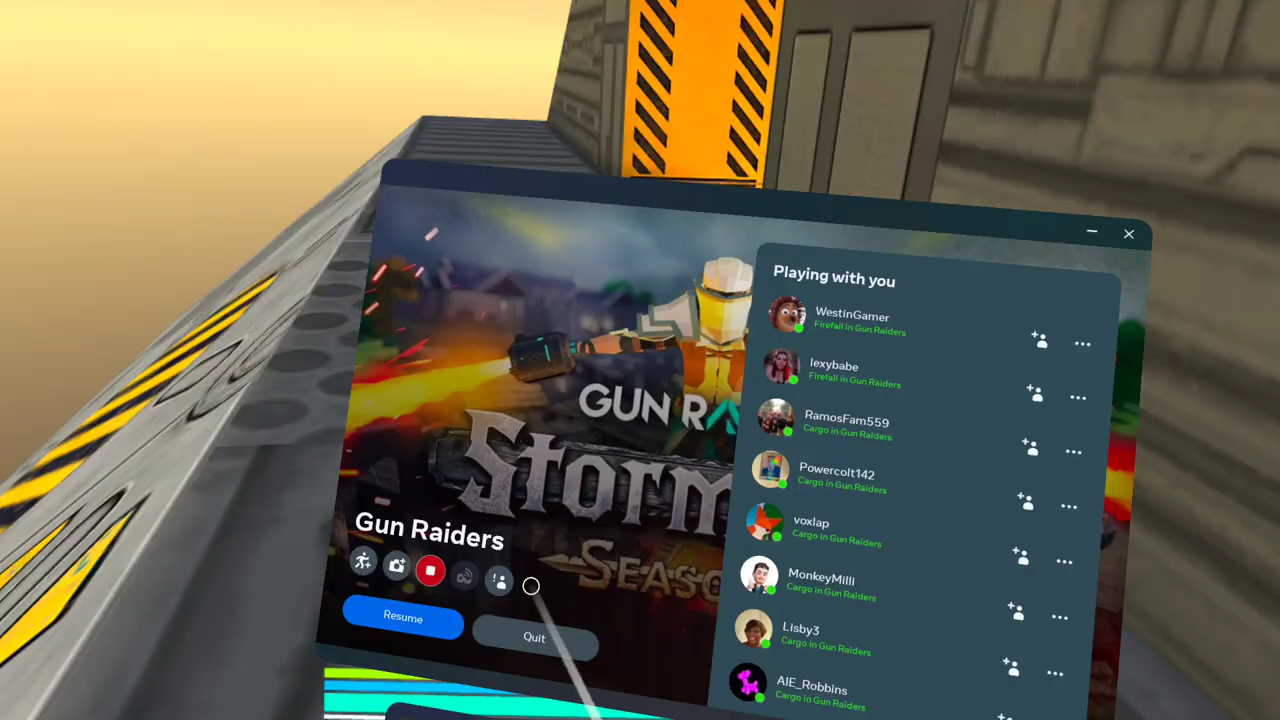 Playing with you
WestinGamer
Firefall in Gun Raiders
lexybabe
Firefall in Gun Raiders
RamosFam559
Cargo in Gun Raiders
Powercolt142
Cargo in Gun Raiders
voxlap
Cargo in Gun Raiders
MonkeyMilli
Cargo in Gun Raiders
Lisby3
Cargo in Gun Raiders
AIE_Robbins
Cargo in Gun Raiders
GUN RA
Storm
SEASO
Gun Raiders
Resume
Quit